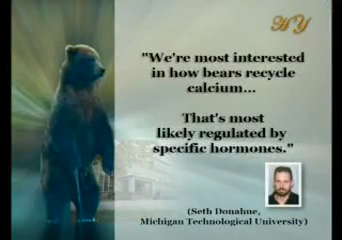 HY
"We're most interested
in how bears recycle
calcium...
That's most
likely regulated by
specific hormones."
(Seth Donahue,
Michigan Technological University)